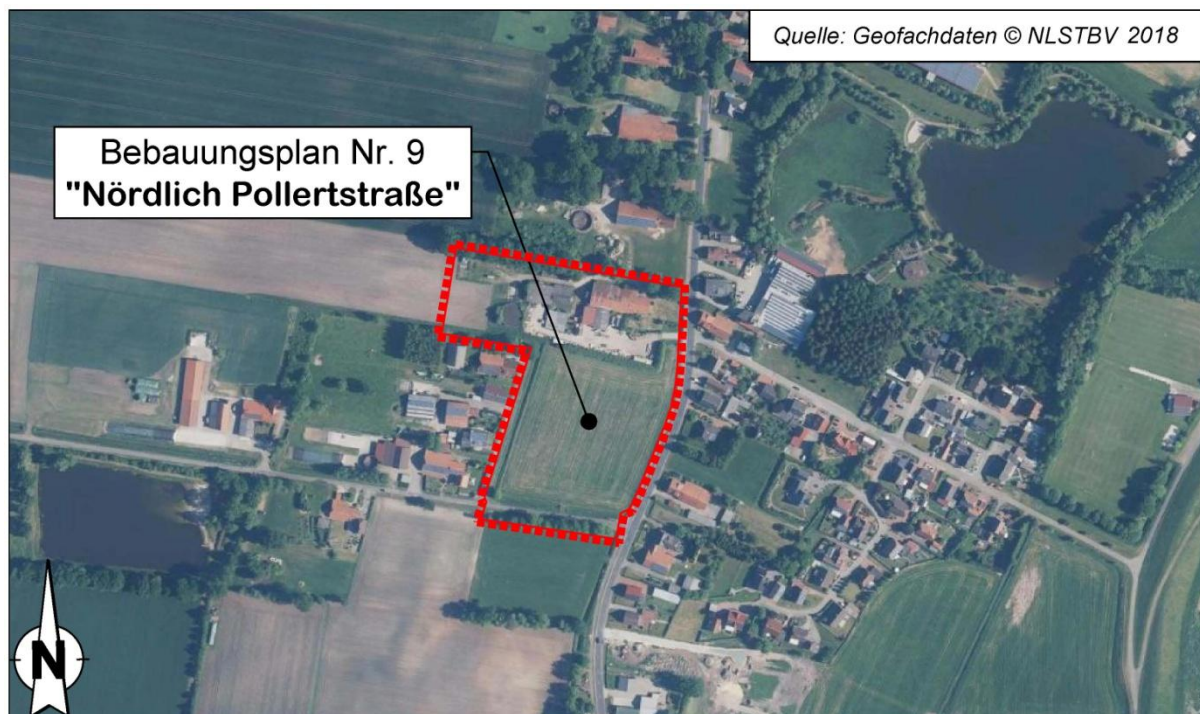 Quelle: Geofachdaten © NLSTBV 2018
Bebauungsplan Nr. 9
"Nördlich Pollertstraße"
N